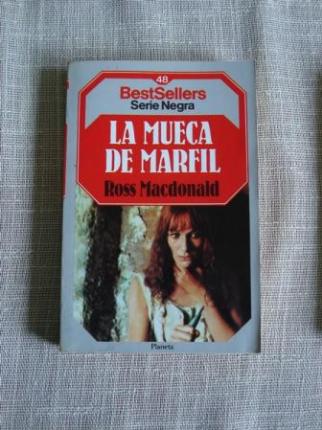 48
BestSellers
Serie Negra
LA MUECA
DE MARFIL
Ross Macdonald
Planeta